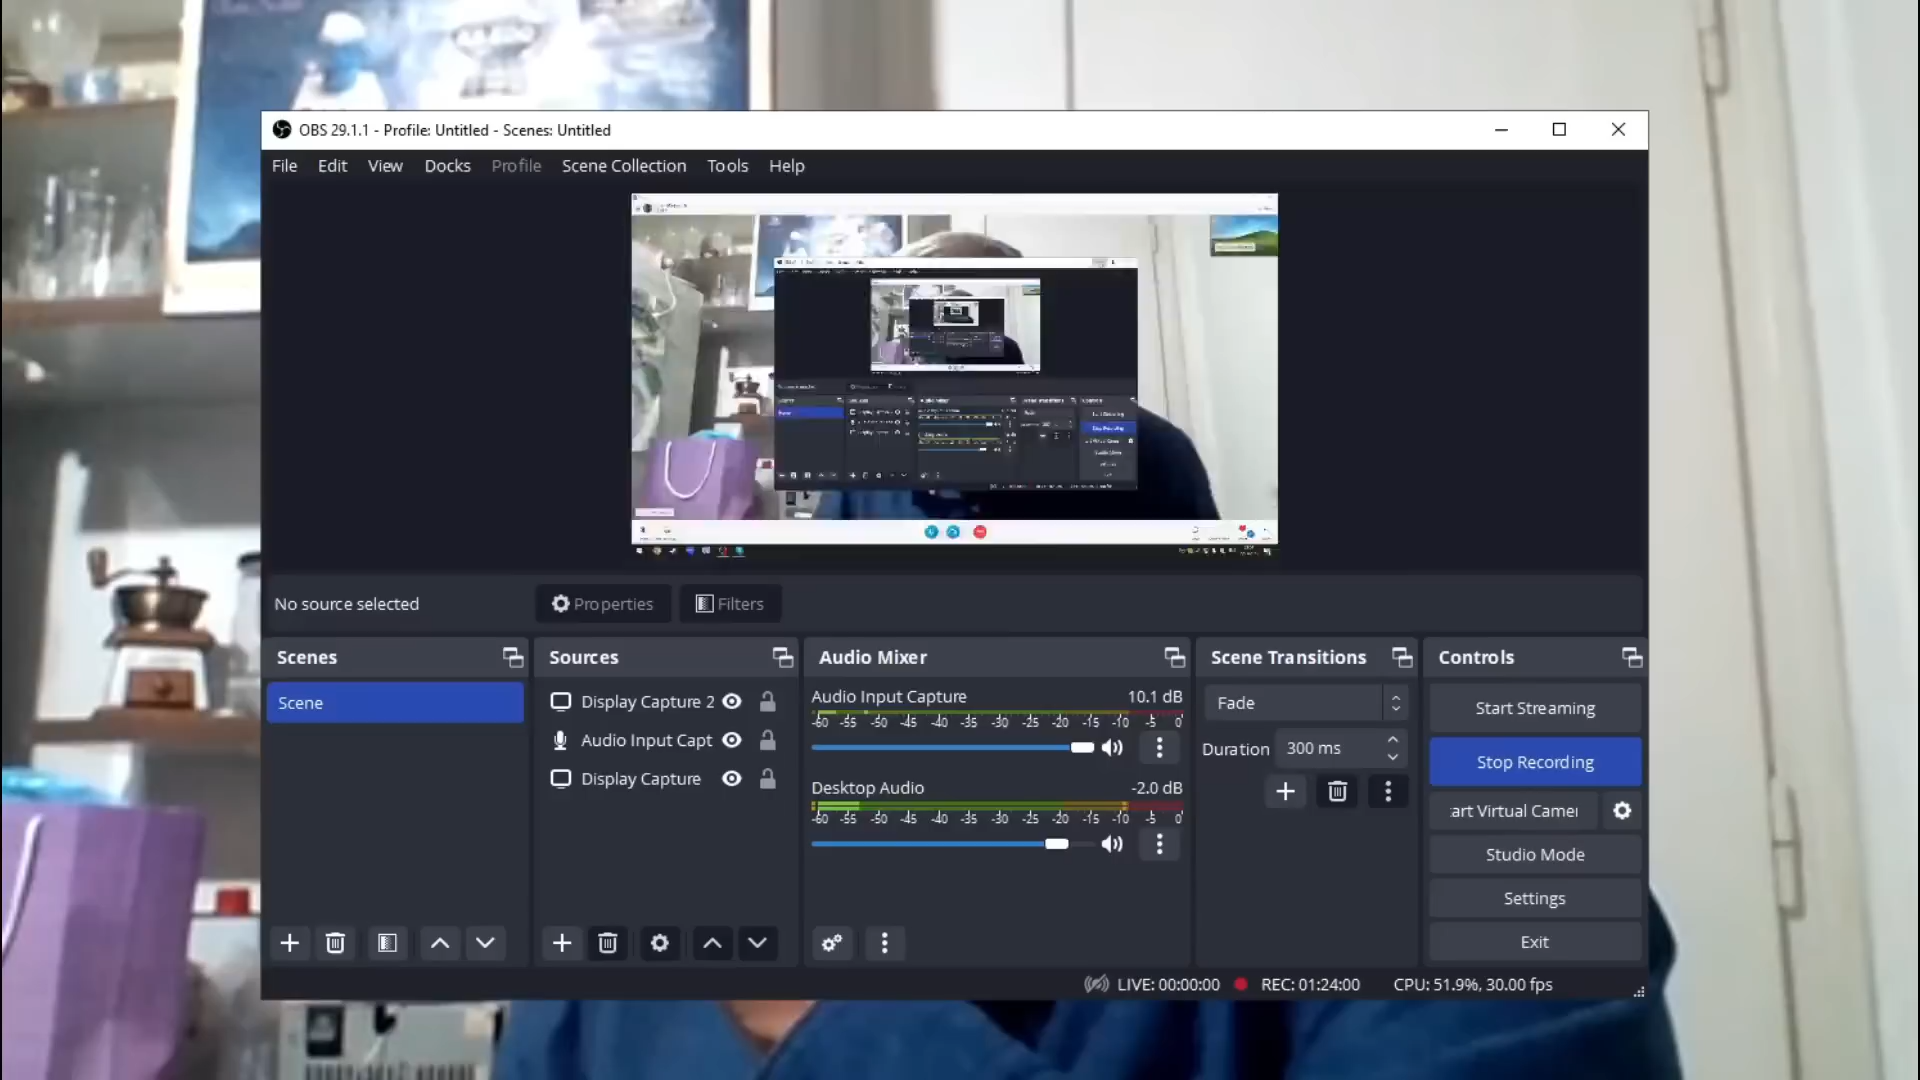 OBS 29.1.1 - Profile: Untitled - Scenes: Untitled
File Edit View Docks Profile Scene Collection Tools Help
No source selected Properties Filters
Scenes
Scene
Sources
Display Capture 2
Audio Input Capt
Display Capture
Audio Mixer
Audio Input Capture 10.1 dB
-60 -55 -50 -45 -40 -35 -30 -25 -20 -15 -10 -5 0
Desktop Audio -2.0 dB
-60 -55 -50 -45 -40 -35 -30 -25 -20 -15 -10 -5 0
Scene Transitions
Fade
Duration 300 ms
Controls
Start Streaming
Stop Recording
art Virtual Camer
Studio Mode
Settings
Exit
LIVE: 00:00:00 REC: 01:24:00 CPU: 51.9%, 30.00 fps